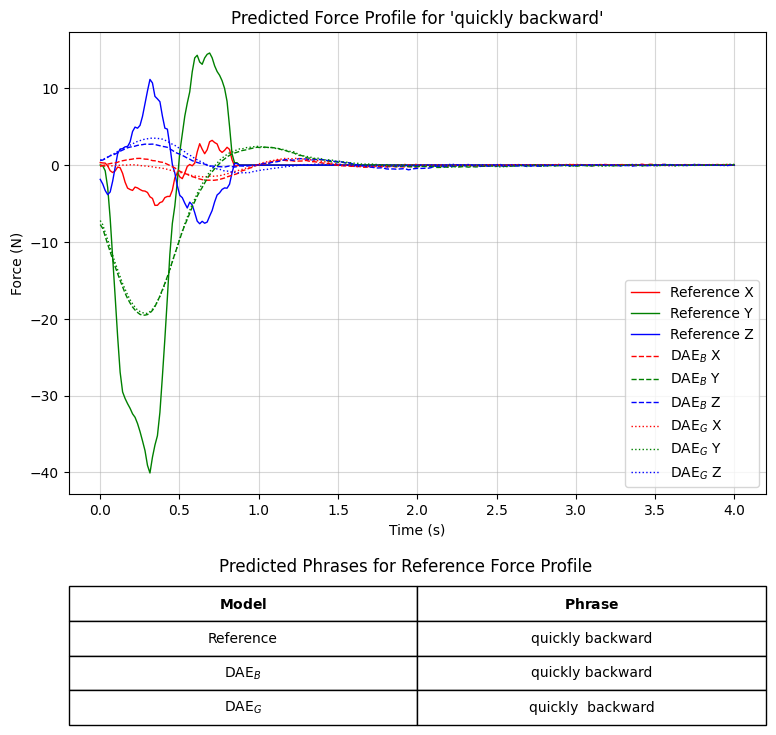 Predicted Force Profile for 'quickly backward'
Force (N)
10
0
−10
−20
−30
−40
0.0 0.5 1.0 1.5 2.0 2.5 3.0 3.5 4.0
Time (s)
Reference X
Reference Y
Reference Z
DAE_B X
DAE_B Y
DAE_B Z
DAE_G X
DAE_G Y
DAE_G Z
Predicted Phrases for Reference Force Profile
Model Phrase
Reference quickly backward
DAE_B quickly backward
DAE_G quickly  backward